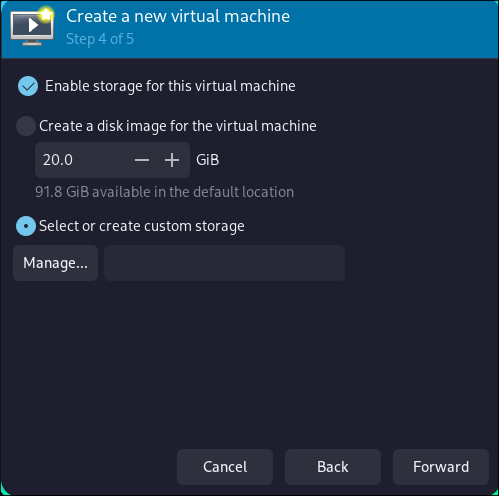 Create a new virtual machine
Step 4 of 5
Enable storage for this virtual machine
Create a disk image for the virtual machine
20.0 GiB
91.8 GiB available in the default location
Select or create custom storage
Manage...
Cancel Back Forward